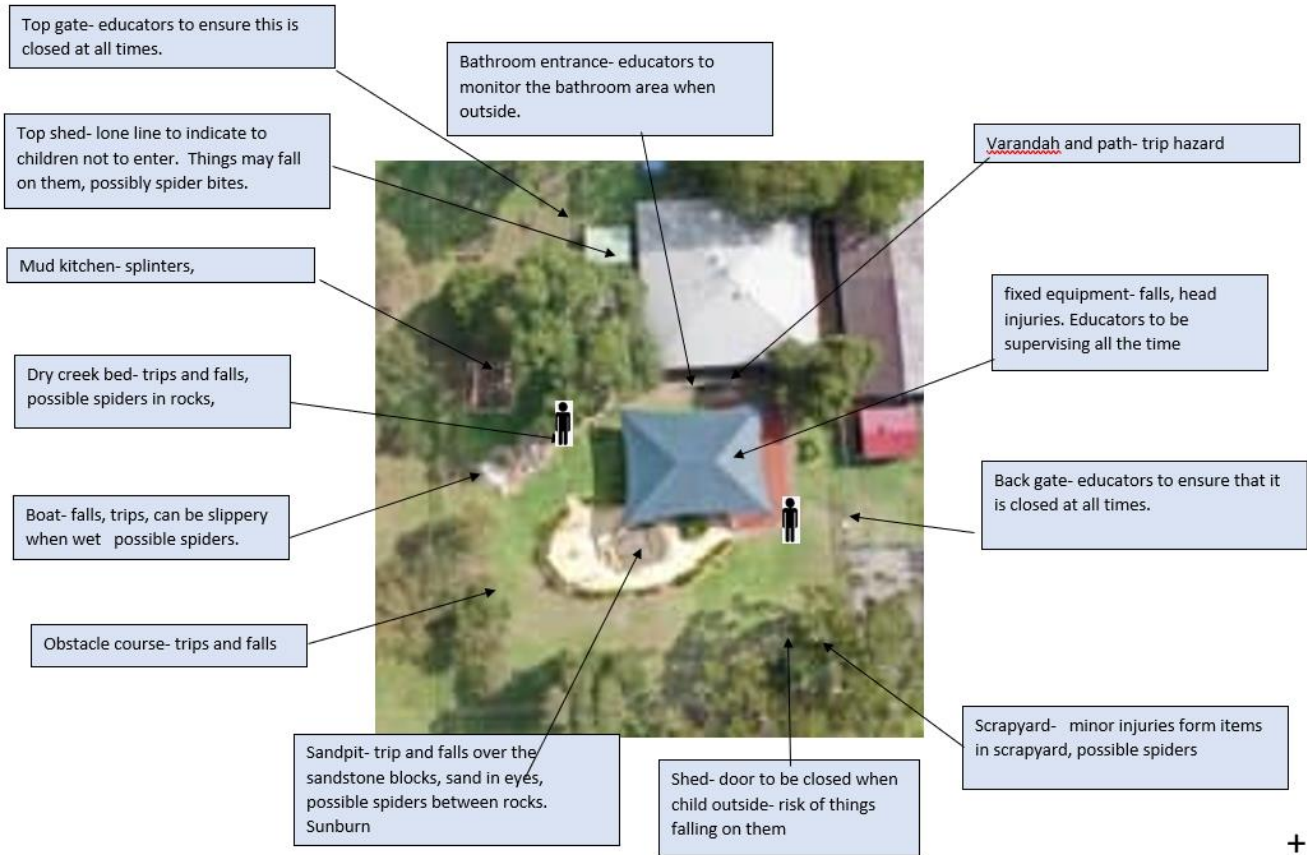 Top gate- educators to ensure this is
closed at all times.
Bathroom entrance- educators to
monitor the bathroom area when
outside.
Top shed- lone line to indicate to
children not to enter. Things may fall
on them, possibly spider bites.
Varandah and path- trip hazard
Mud kitchen- splinters,
fixed equipment- falls, head
injuries. Educators to be
supervising all the time
Dry creek bed- trips and falls,
possible spiders in rocks,
Back gate- educators to ensure that it
is closed at all times.
Boat- falls, trips, can be slippery
when wet possible spiders.
Obstacle course- trips and falls
Scrapyard- minor injuries form items
in scrapyard, possible spiders
Sandpit- trip and falls over the
sandstone blocks, sand in eyes,
possible spiders between rocks.
Sunburn
Shed- door to be closed when
child outside- risk of things
falling on them
+